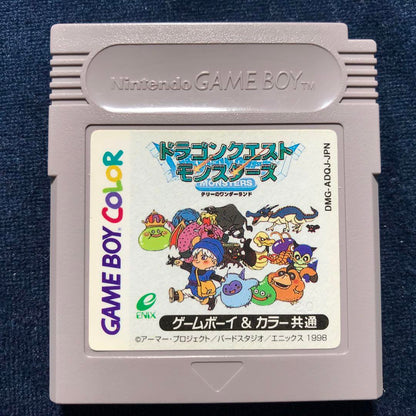 Nintendo GAME BOY TM
GAME BOY COLOR
ドラゴンクエスト
モンスターズ
MONSTERS
テリーのワンダーランド
DMG-ADQJ-JPN
ENIX
ゲームボーイ & カラー共通
©アーマー・プロジェクト/バードスタジオ/エニックス 1998